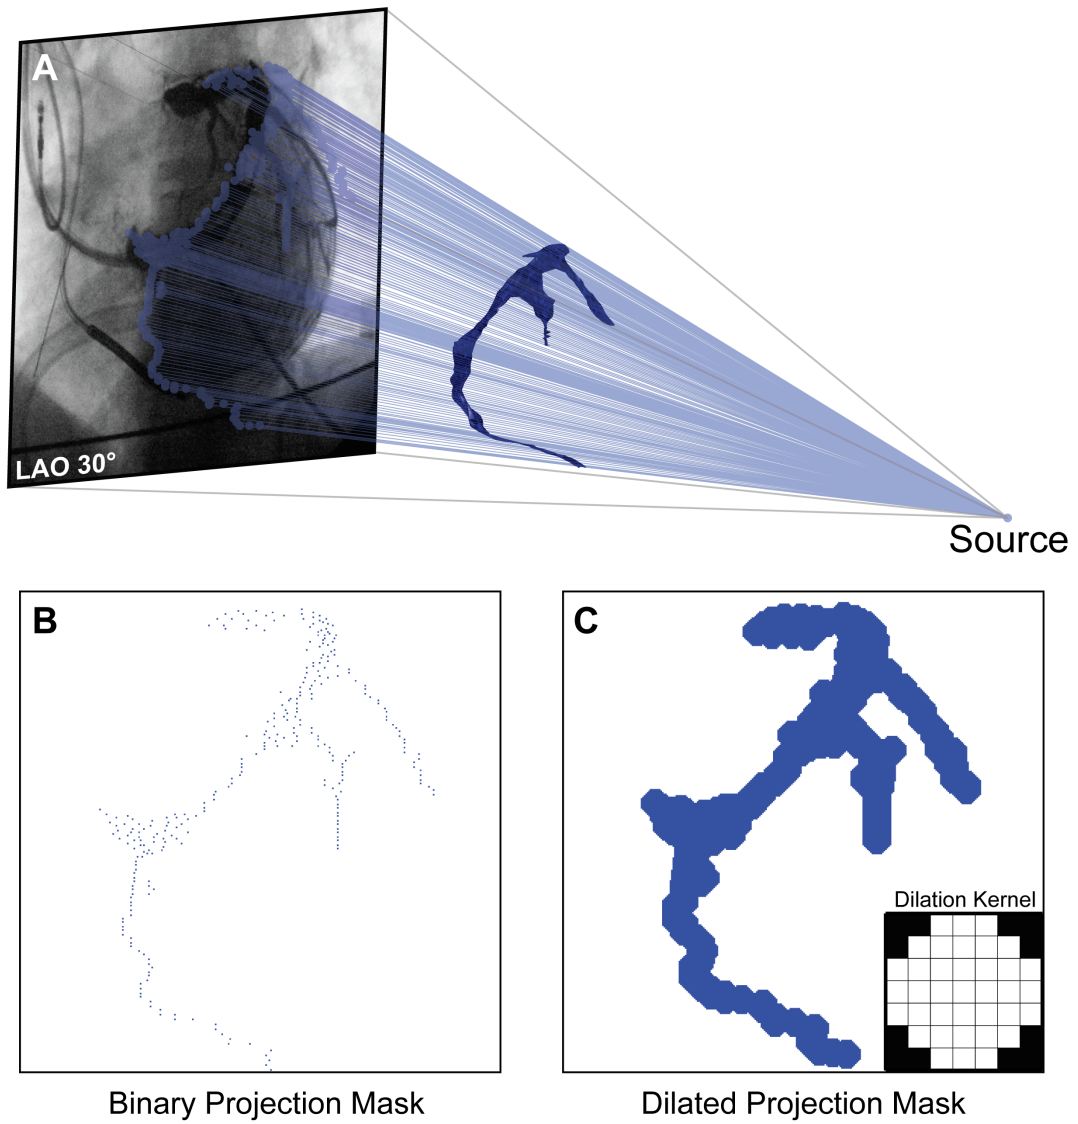 A
LAO 30°
Source
B
C
Dilation Kernel
Binary Projection Mask
Dilated Projection Mask